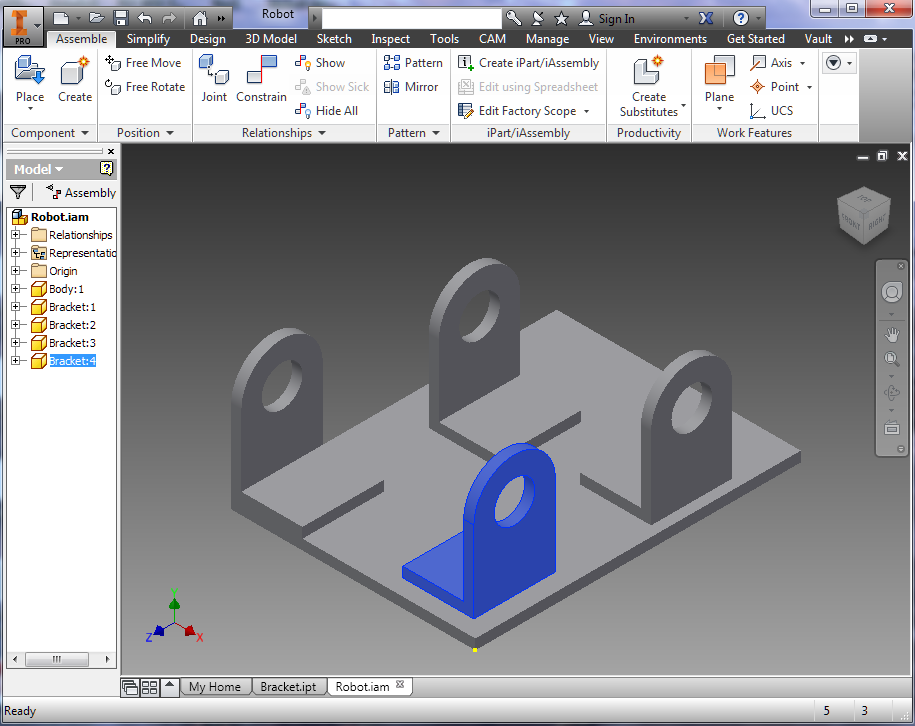 PRO
Robot
Sign In
Assemble Simplify Design 3D Model Sketch Inspect Tools CAM Manage View Environments Get Started Vault
Place Create
Free Move
Free Rotate
Joint Constrain
Show
Show Sick
Hide All
Pattern
Mirror
Create iPart/iAssembly
Edit using Spreadsheet
Edit Factory Scope
Create Substitutes
Plane
Axis
Point
UCS
Component Position Relationships Pattern iPart/iAssembly Productivity Work Features
Model
Assembly
Robot.iam
Relationships
Representatio
Origin
Body:1
Bracket:1
Bracket:2
Bracket:3
Bracket:4
TOP
FRONT RIGHT
Y
Z X
My Home Bracket.ipt Robot.iam
Ready 5 3